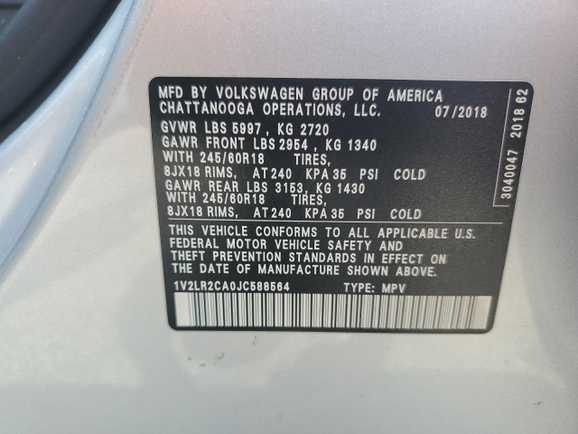 MFD BY VOLKSWAGEN GROUP OF AMERICA
CHATTANOOGA OPERATIONS, LLC. 07/2018
GVWR LBS 5997 , KG 2720
GAWR FRONT LBS 2954 , KG 1340
WITH 245/60R18 TIRES,
8JX18 RIMS, AT 240 KPA 35 PSI COLD
GAWR REAR LBS 3153, KG 1430
WITH 245/60R18 TIRES,
8JX18 RIMS, AT 240 KPA 35 PSI COLD
THIS VEHICLE CONFORMS TO ALL APPLICABLE U.S.
FEDERAL MOTOR VEHICLE SAFETY AND
THEFT PREVENTION STANDARDS IN EFFECT ON
THE DATE OF MANUFACTURE SHOWN ABOVE.
1V2LR2CA0JC588564 TYPE: MPV
3040047 2018 62